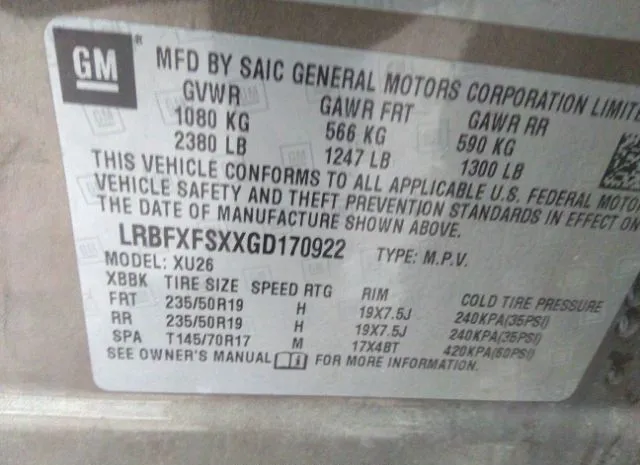 GM ®
MFD BY SAIC GENERAL MOTORS CORPORATION LIMITE
GVWR GAWR FRT GAWR RR
1080 KG 566 KG 590 KG
2380 LB 1247 LB 1300 LB
THIS VEHICLE CONFORMS TO ALL APPLICABLE U.S. FEDERAL MOTO
VEHICLE SAFETY AND THEFT PREVENTION STANDARDS IN EFFECT ON
THE DATE OF MANUFACTURE SHOWN ABOVE.
LRBFXFSXXGD170922 TYPE: M.P.V.
MODEL: XU26
XBBK TIRE SIZE SPEED RTG RIM COLD TIRE PRESSURE
FRT 235/50R19 H 19X7.5J 240KPA(35PSI)
RR 235/50R19 H 19X7.5J 240KPA(35PSI)
SPA T145/70R17 M 17X4BT 420KPA(60PSI)
SEE OWNER'S MANUAL FOR MORE INFORMATION.